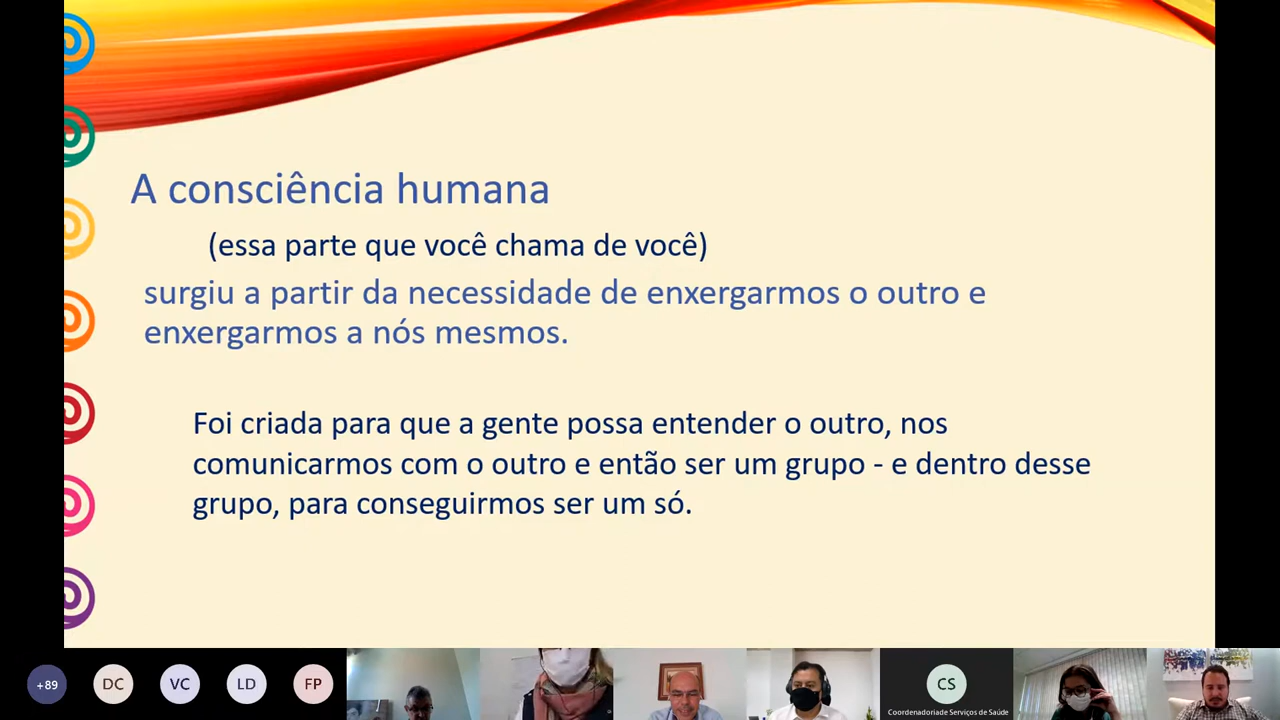 A consciência humana
(essa parte que você chama de você)
surgiu a partir da necessidade de enxergarmos o outro e
enxergarmos a nós mesmos.
Foi criada para que a gente possa entender o outro, nos
comunicarmos com o outro e então ser um grupo - e dentro desse
grupo, para conseguirmos ser um só.
+89
DC
VC
LD
FP
CS
Coordenadoriade Serviços de Saúde